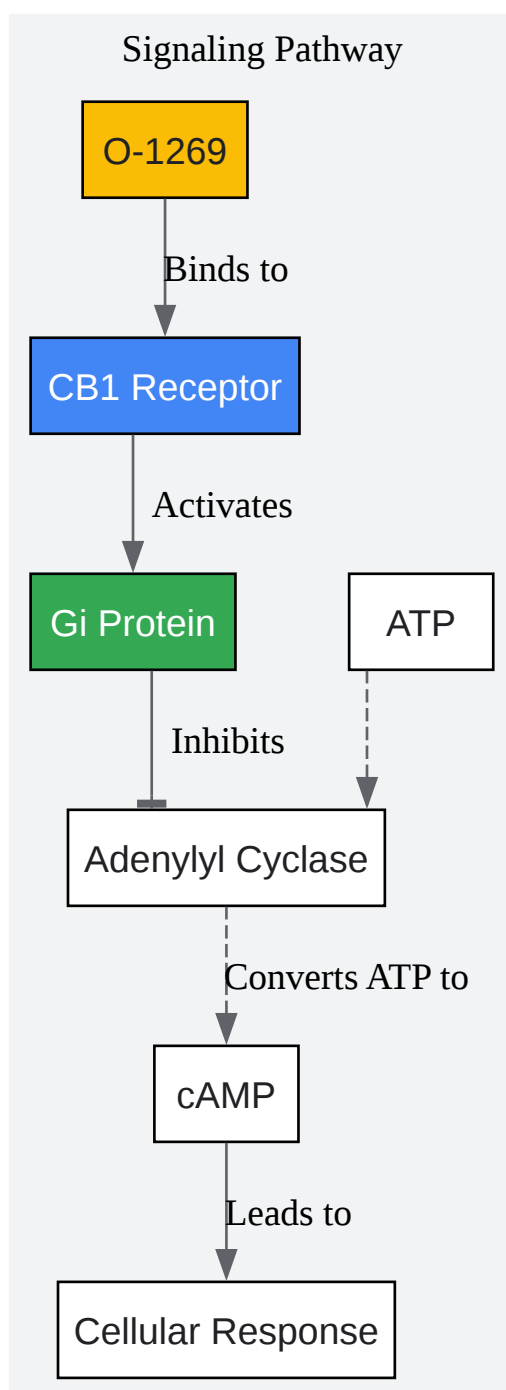 Signaling Pathway
O-1269
Binds to
CB1 Receptor
Activates
Gi Protein
ATP
Inhibits
Adenylyl Cyclase
Converts ATP to
cAMP
Leads to
Cellular Response